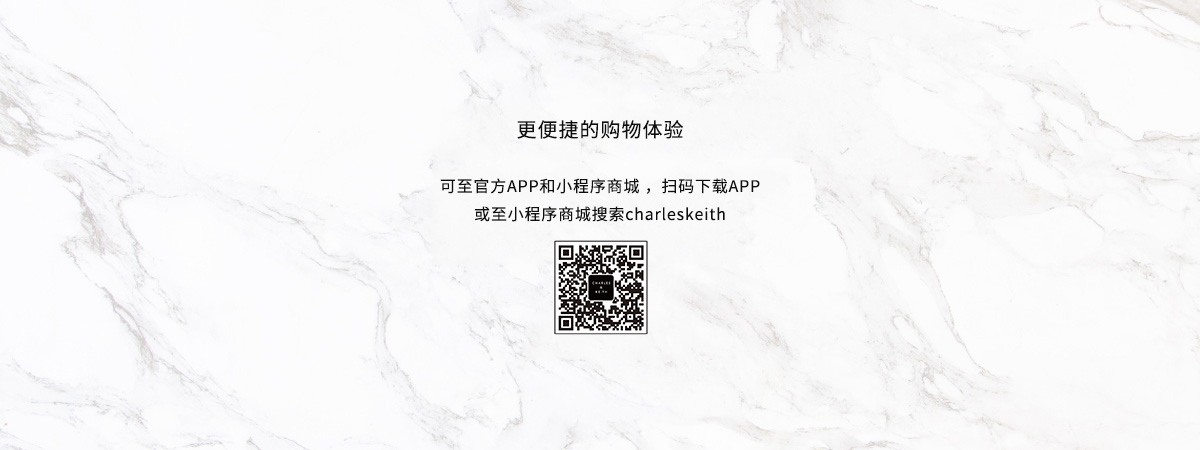 更便捷的购物体验
可至官方APP和小程序商城 ，扫码下载APP
或至小程序商城搜索charleskeith
CHARLES
&
KEITH